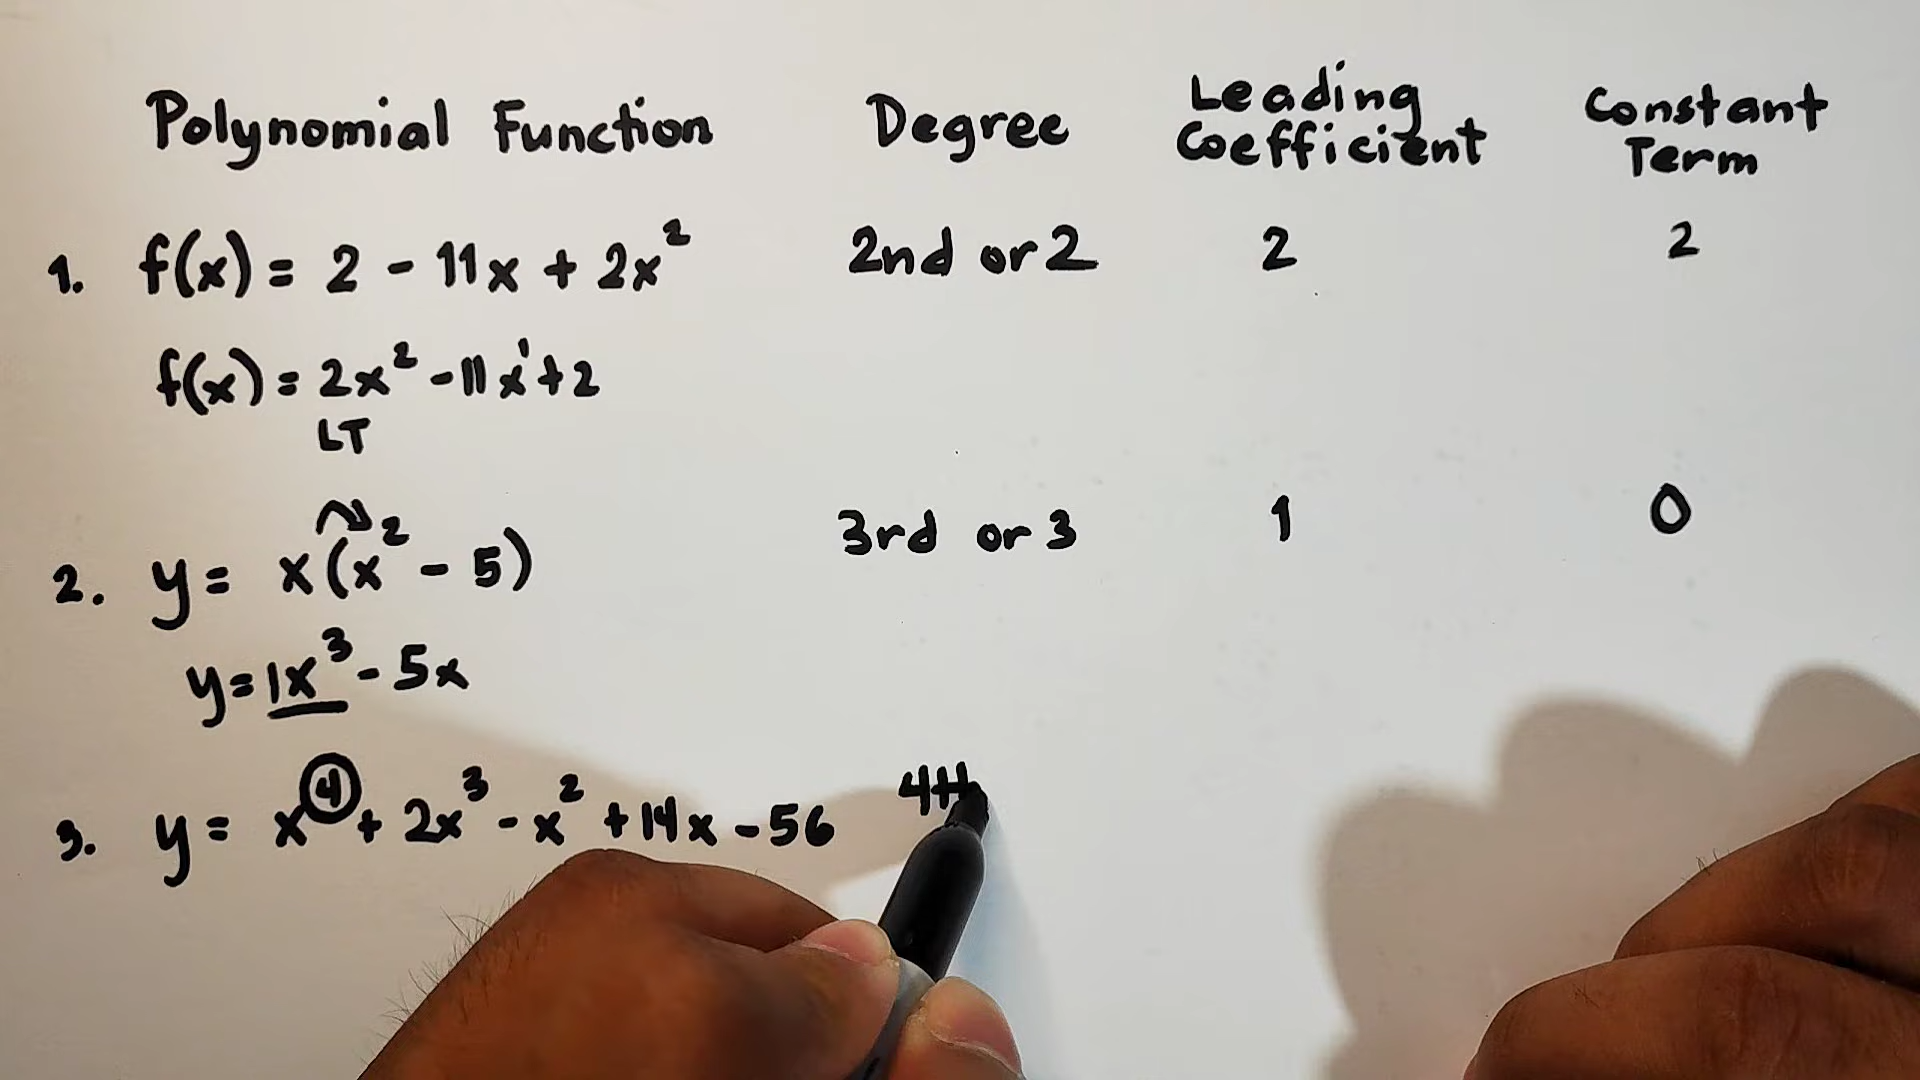 Polynomial Function Degree Leading Coefficient Constant Term
1. f(x) = 2 - 11x + 2x² 2nd or 2 2 2
f(x) = 2x² - 11x¹ + 2
LT
2. y = x(x² - 5) 3rd or 3 1 0
y = 1x³ - 5x
3. y = x⁴ + 2x³ - x² + 14x - 56 4th